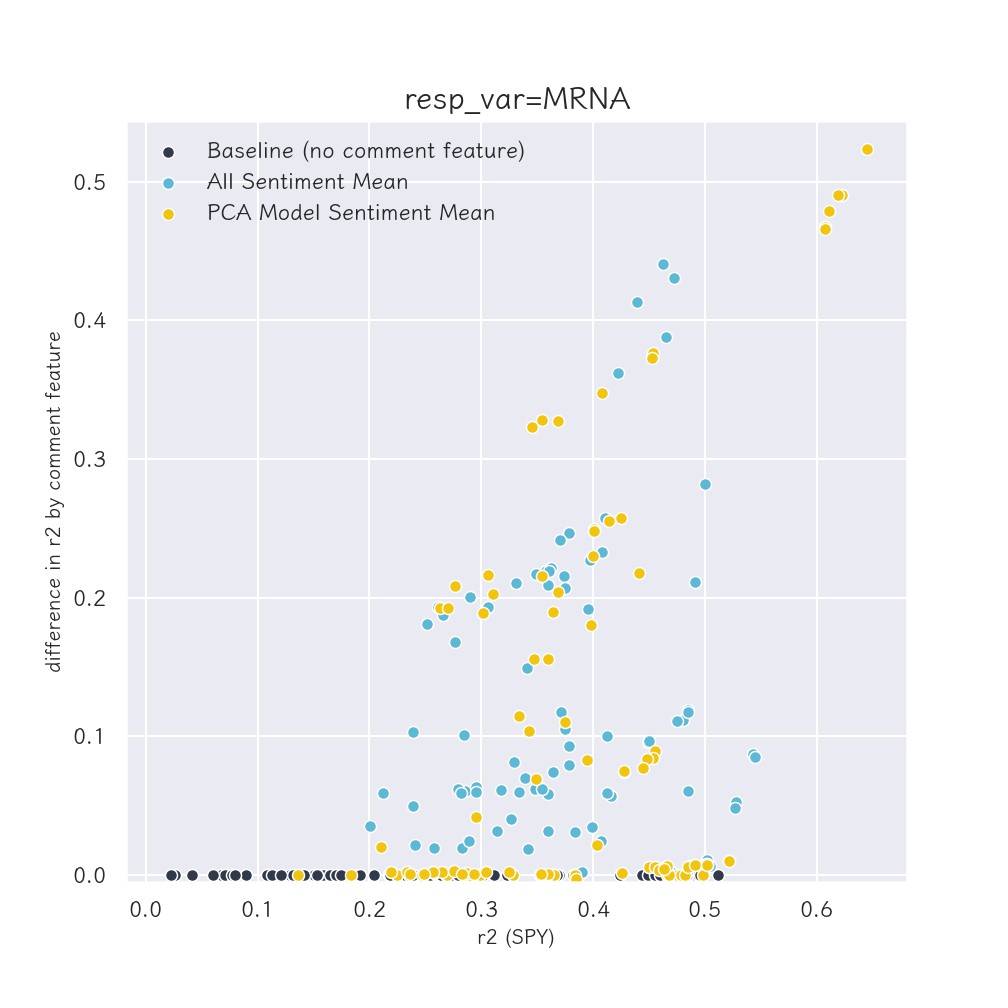 resp_var=MRNA
Baseline (no comment feature)
All Sentiment Mean
PCA Model Sentiment Mean
difference in r2 by comment feature
0.5
0.4
0.3
0.2
0.1
0.0
0.0 0.1 0.2 0.3 0.4 0.5 0.6
r2 (SPY)